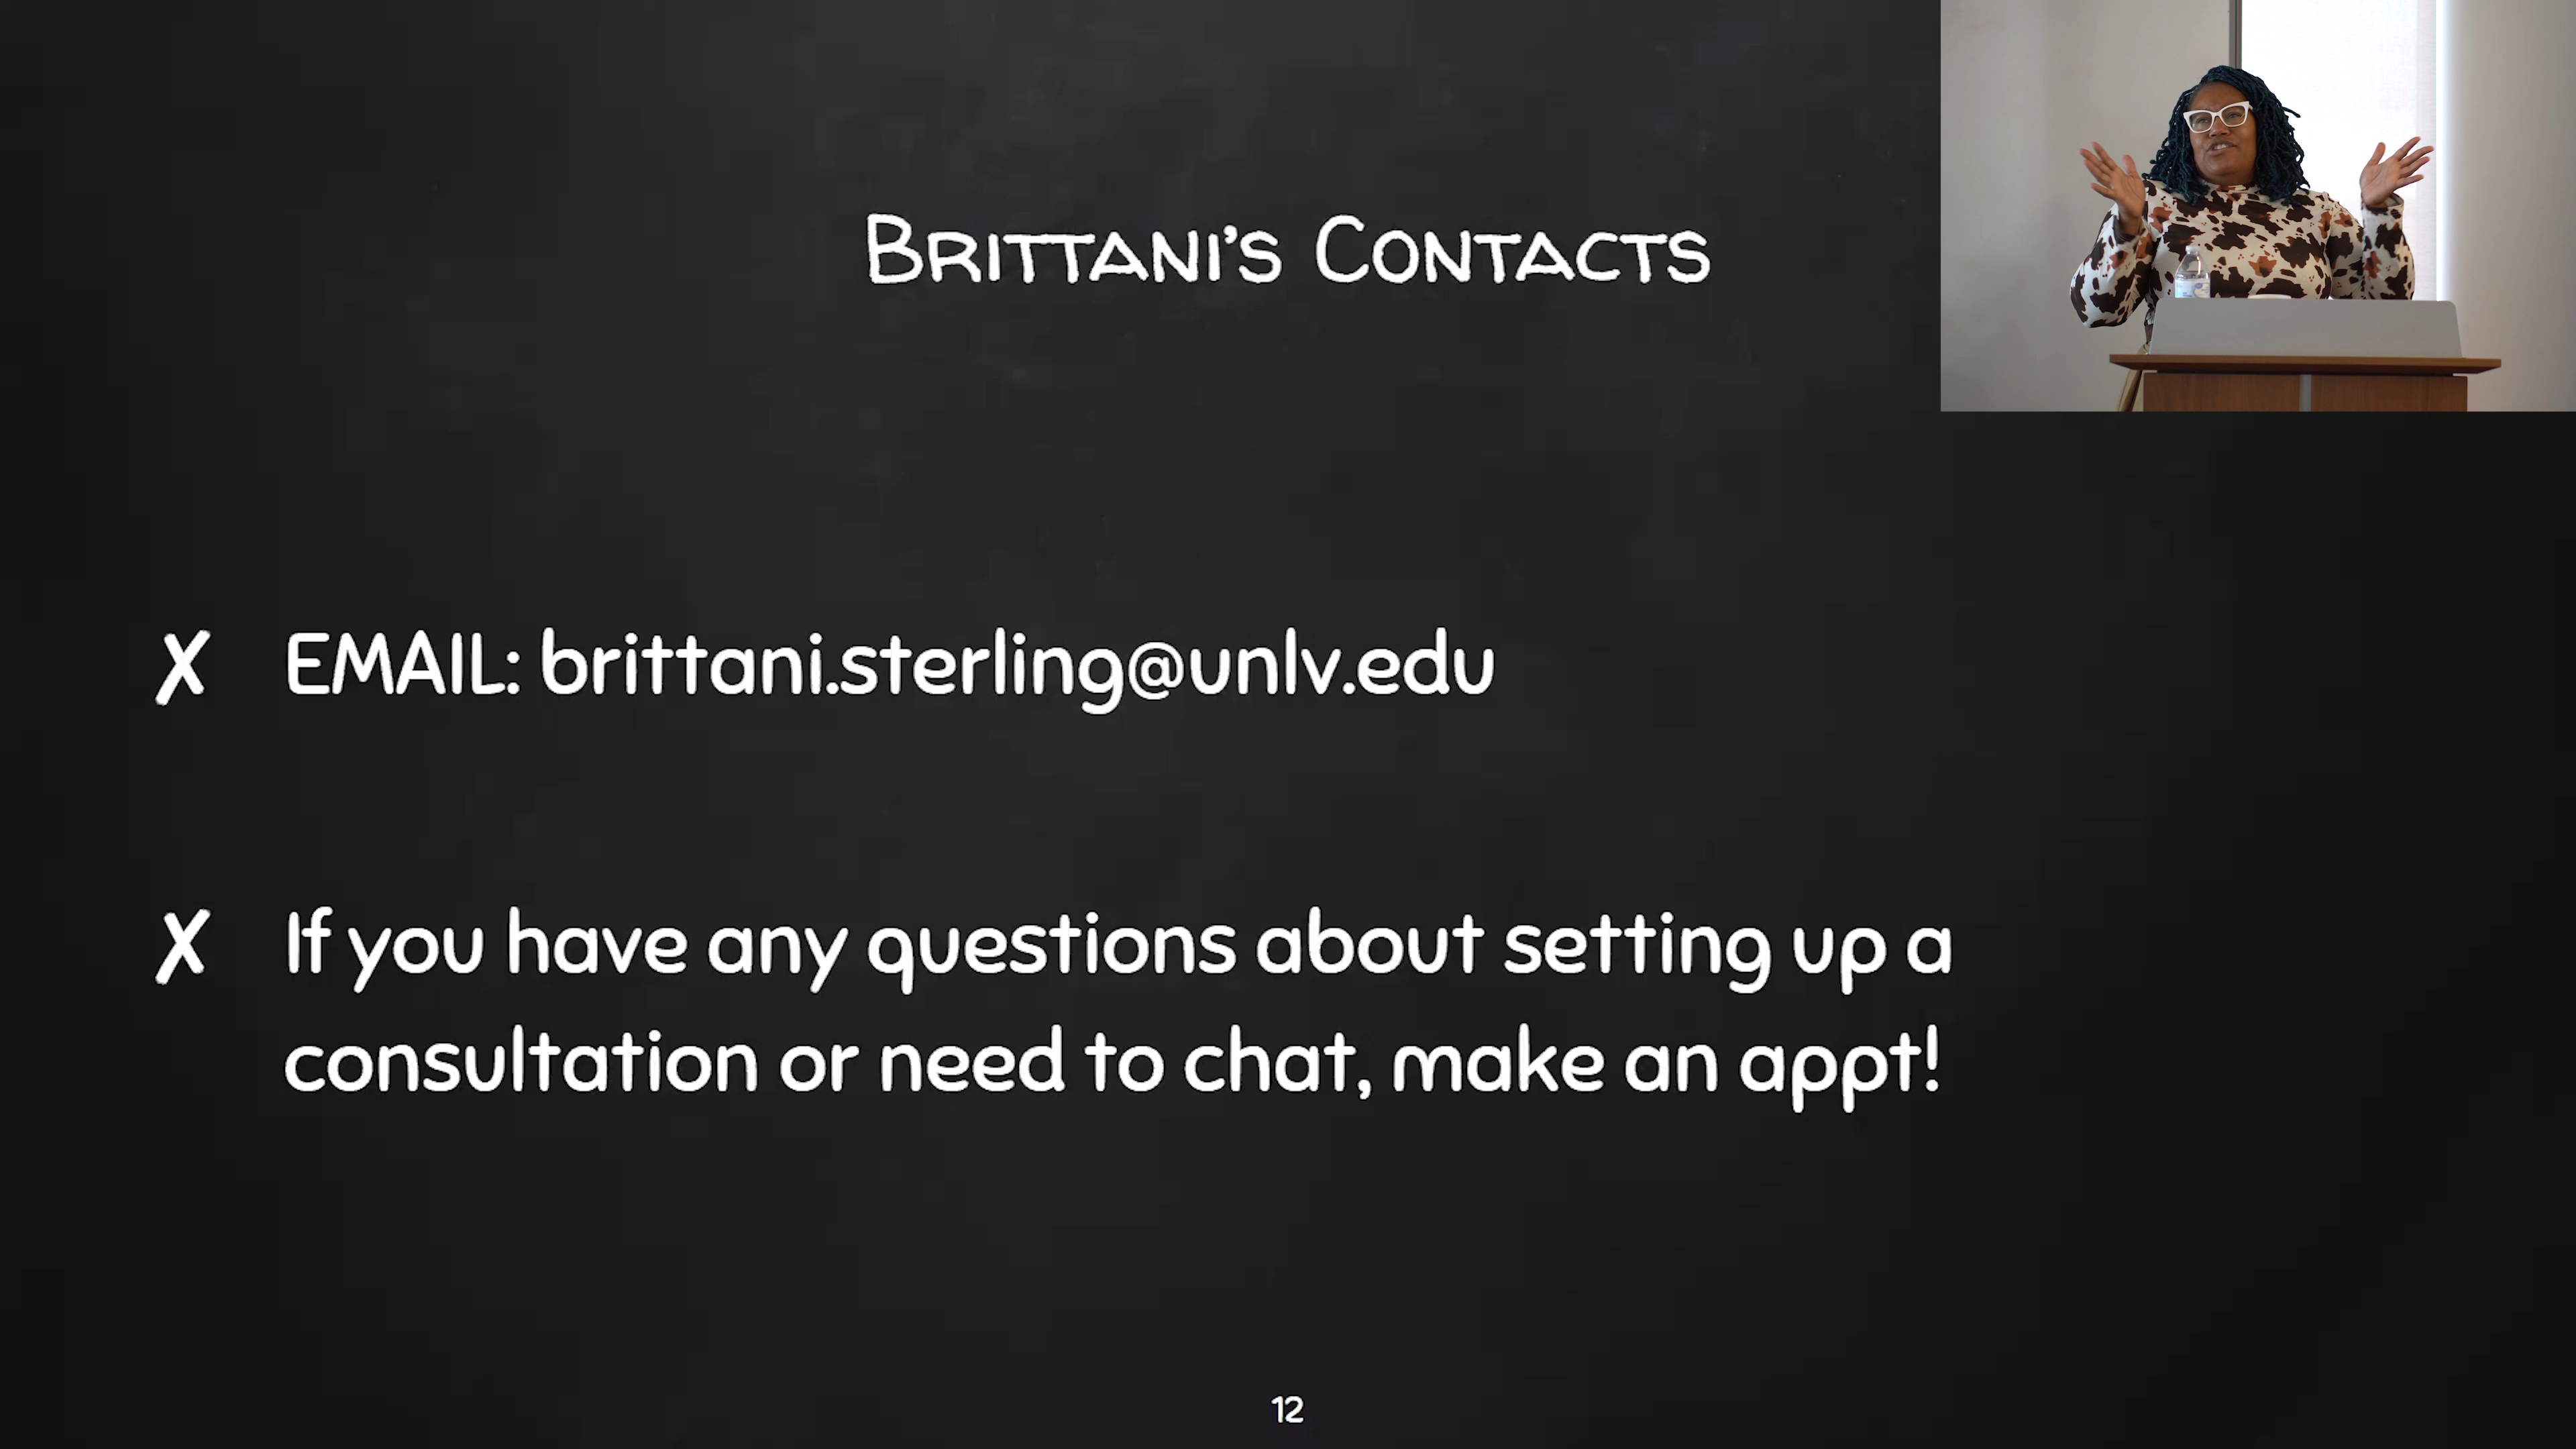 Brittani's Contacts
✗ EMAIL: brittani.sterling@unlv.edu
✗ If you have any questions about setting up a
consultation or need to chat, make an appt!
12